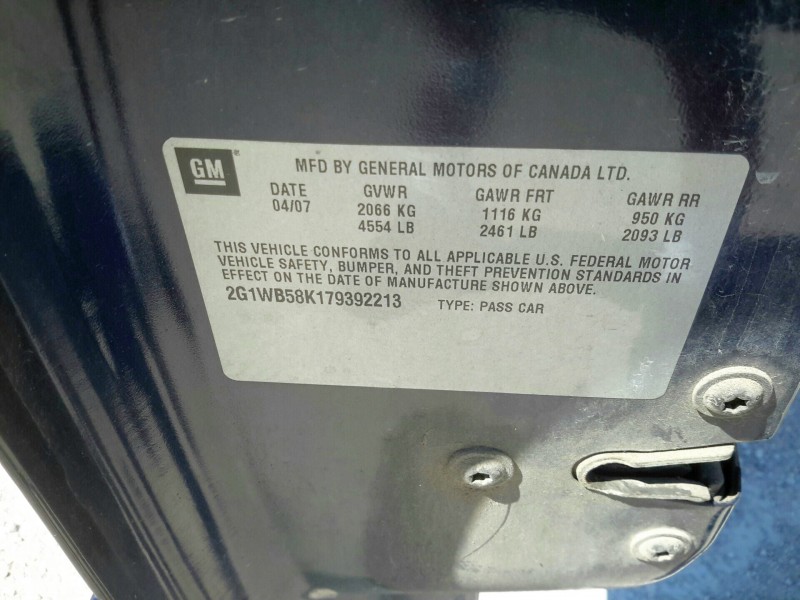 GM MFD BY GENERAL MOTORS OF CANADA LTD.
DATE GVWR GAWR FRT GAWR RR
04/07 2066 KG 1116 KG 950 KG
4554 LB 2461 LB 2093 LB
THIS VEHICLE CONFORMS TO ALL APPLICABLE U.S. FEDERAL MOTOR
VEHICLE SAFETY, BUMPER, AND THEFT PREVENTION STANDARDS IN
EFFECT ON THE DATE OF MANUFACTURE SHOWN ABOVE.
2G1WB58K179392213 TYPE: PASS CAR